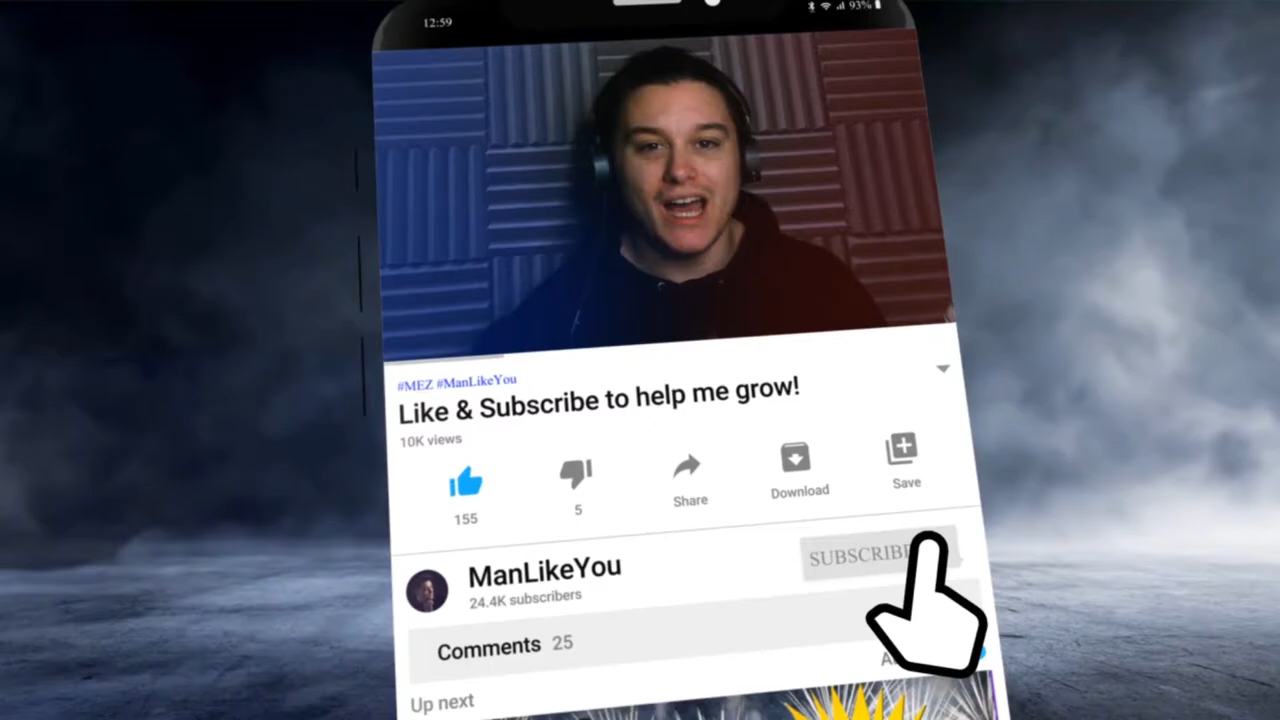 12:59
93%
#MEZ #ManLikeYou
Like & Subscribe to help me grow!
10K views
155
5
Share
Download
Save
ManLikeYou
SUBSCRIBE
24.4K subscribers
Comments 25
Up next